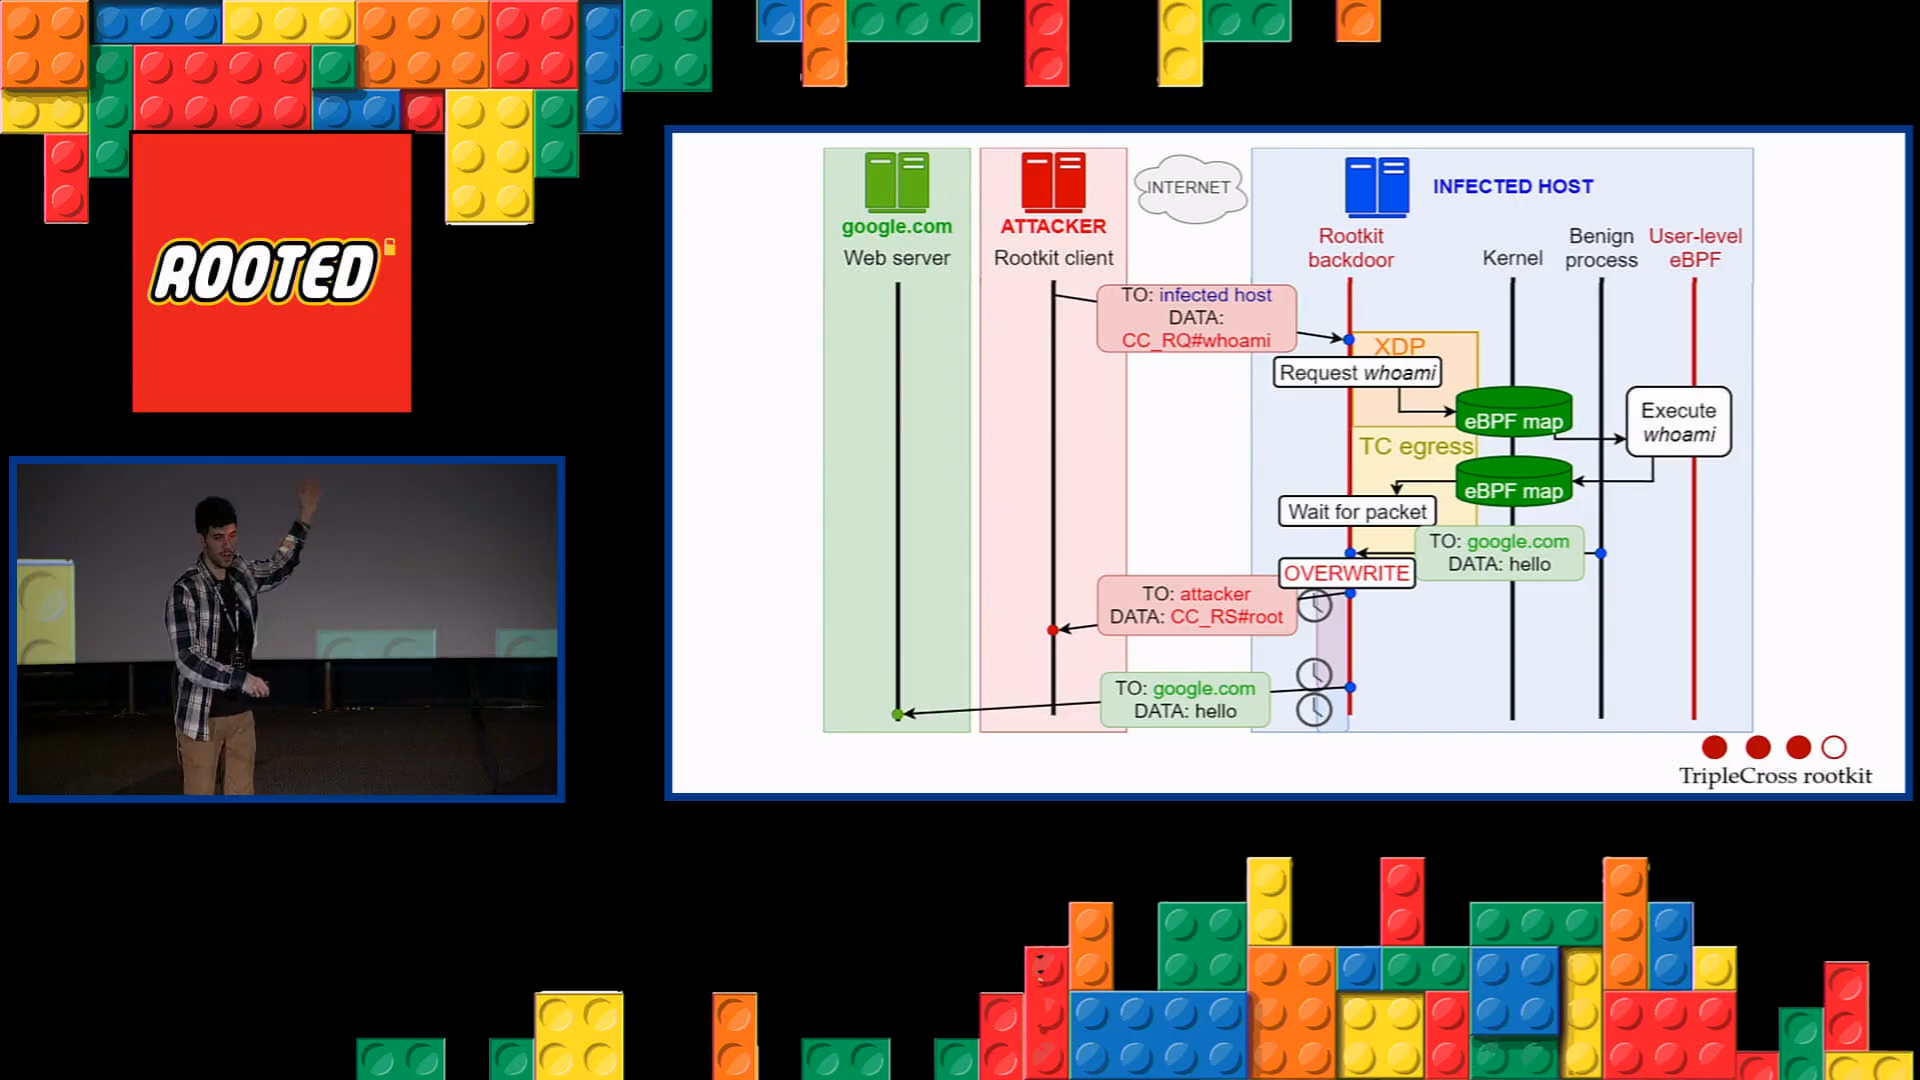 ROOTED
google.com
Web server
ATTACKER
Rootkit client
INTERNET
INFECTED HOST
Rootkit
backdoor
Kernel
Benign
process
User-level
eBPF
TO: infected host
DATA:
CC_RQ#whoami
XDP
Request whoami
eBPF map
Execute
whoami
TC egress
eBPF map
Wait for packet
TO: google.com
DATA: hello
OVERWRITE
TO: attacker
DATA: CC_RS#root
TO: google.com
DATA: hello
TripleCross rootkit